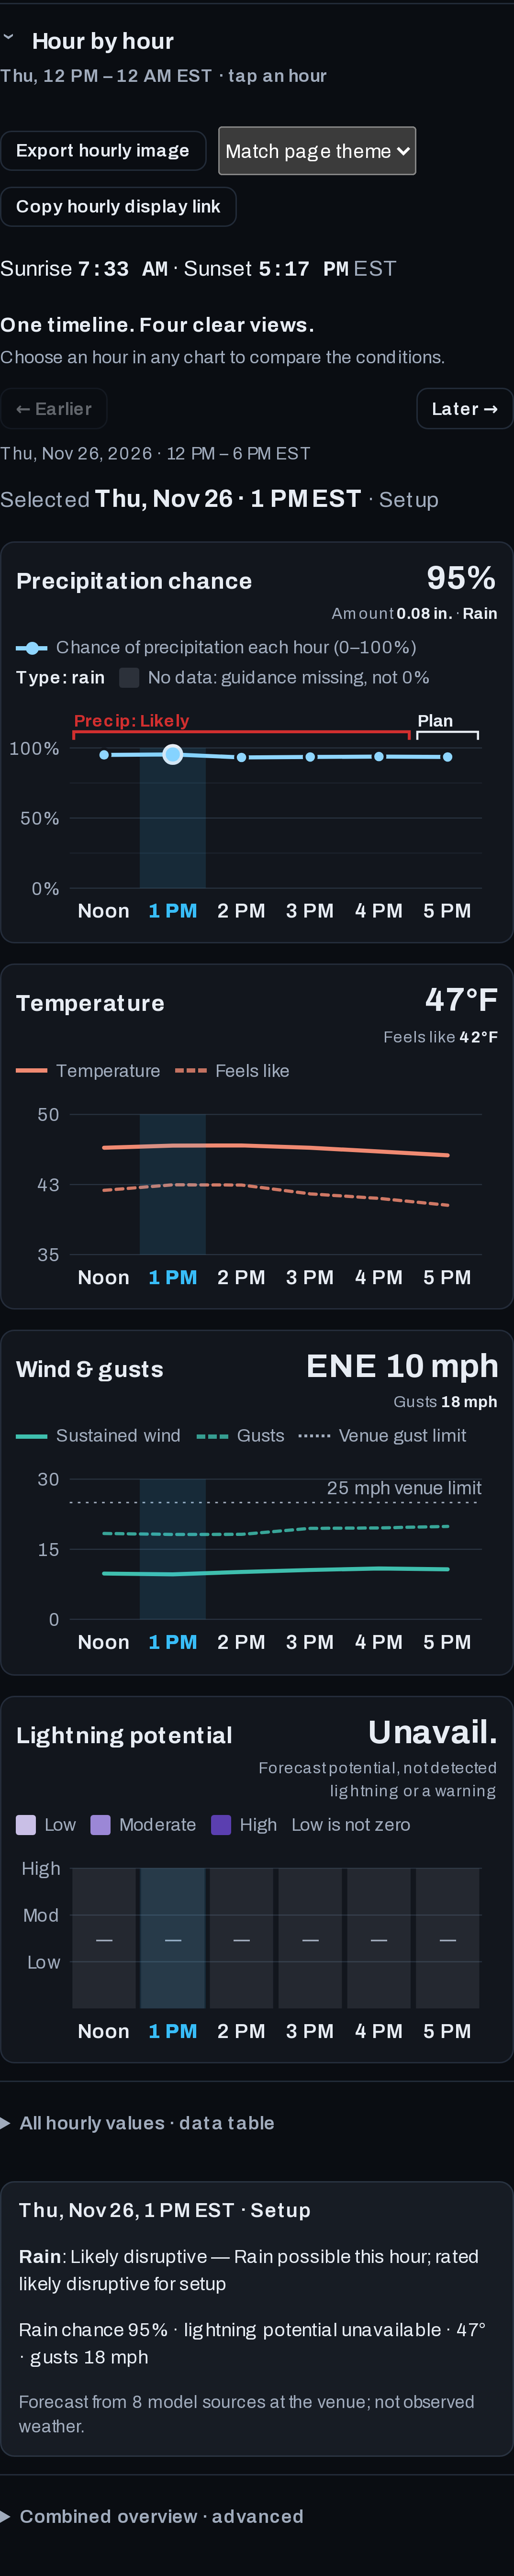 Hour by hour
Thu, 12 PM – 12 AM EST · tap an hour
Export hourly image
Match page theme
Copy hourly display link
Sunrise 7:33 AM · Sunset 5:17 PM EST
One timeline. Four clear views.
Choose an hour in any chart to compare the conditions.
← Earlier
Later →
Thu, Nov 26, 2026 · 12 PM – 6 PM EST
Selected Thu, Nov 26 · 1 PM EST · Setup
Precipitation chance
95%
Amount 0.08 in. · Rain
Chance of precipitation each hour (0–100%)
Type: rain No data: guidance missing, not 0%
Precip: Likely
Plan
100%
50%
0%
Noon 1 PM 2 PM 3 PM 4 PM 5 PM
Temperature
47°F
Feels like 42°F
Temperature Feels like
50
43
35
Noon 1 PM 2 PM 3 PM 4 PM 5 PM
Wind & gusts
ENE 10 mph
Gusts 18 mph
Sustained wind Gusts Venue gust limit
30
25 mph venue limit
15
0
Noon 1 PM 2 PM 3 PM 4 PM 5 PM
Lightning potential
Unavail.
Forecast potential, not detected
lightning or a warning
Low Moderate High Low is not zero
High
Mod
— — — — — —
Low
Noon 1 PM 2 PM 3 PM 4 PM 5 PM
All hourly values · data table
Thu, Nov 26, 1 PM EST · Setup
Rain: Likely disruptive — Rain possible this hour; rated
likely disruptive for setup
Rain chance 95% · lightning potential unavailable · 47°
· gusts 18 mph
Forecast from 8 model sources at the venue; not observed
weather.
Combined overview · advanced